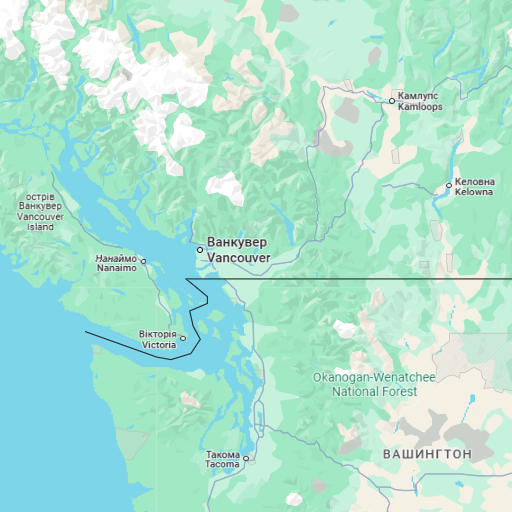 Камлупс
Kamloops
Келовна
Kelowna
острів
Ванкувер
Vancouver
Island
Ванкувер
Vancouver
Нанаймо
Nanaimo
Вікторія
Victoria
Okanogan-Wenatchee
National Forest
Такома
Tacoma
ВАШИНГТОН